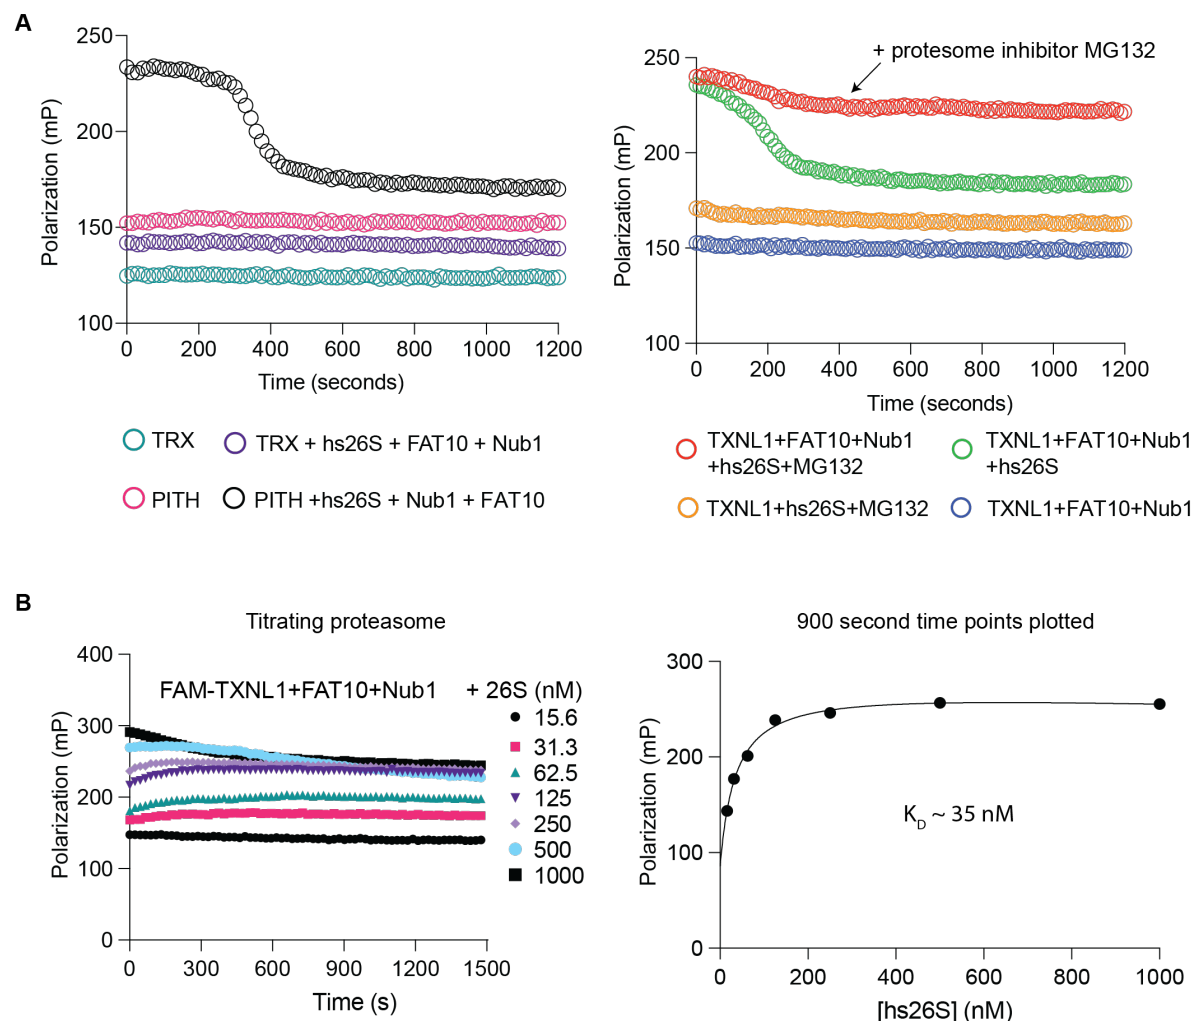 A
250
200
150
100
Polarization (mP)
0 200 400 600 800 1000 1200
Time (seconds)
TRX
TRX + hs26S + FAT10 + Nub1
PITH
PITH +hs26S + Nub1 + FAT10
+ protesome inhibitor MG132
250
200
150
100
Polarization (mP)
0 200 400 600 800 1000 1200
Time (seconds)
TXNL1+FAT10+Nub1
+hs26S+MG132
TXNL1+FAT10+Nub1
+hs26S
TXNL1+hs26S+MG132
TXNL1+FAT10+Nub1
B
Titrating proteasome
400
300
200
100
0
Polarization (mP)
FAM-TXNL1+FAT10+Nub1
+ 26S (nM)
15.6
31.3
62.5
125
250
500
1000
0 300 600 900 1200 1500
Time (s)
900 second time points plotted
300
200
100
0
Polarization (mP)
KD ~ 35 nM
0 200 400 600 800 1000
[hs26S] (nM)